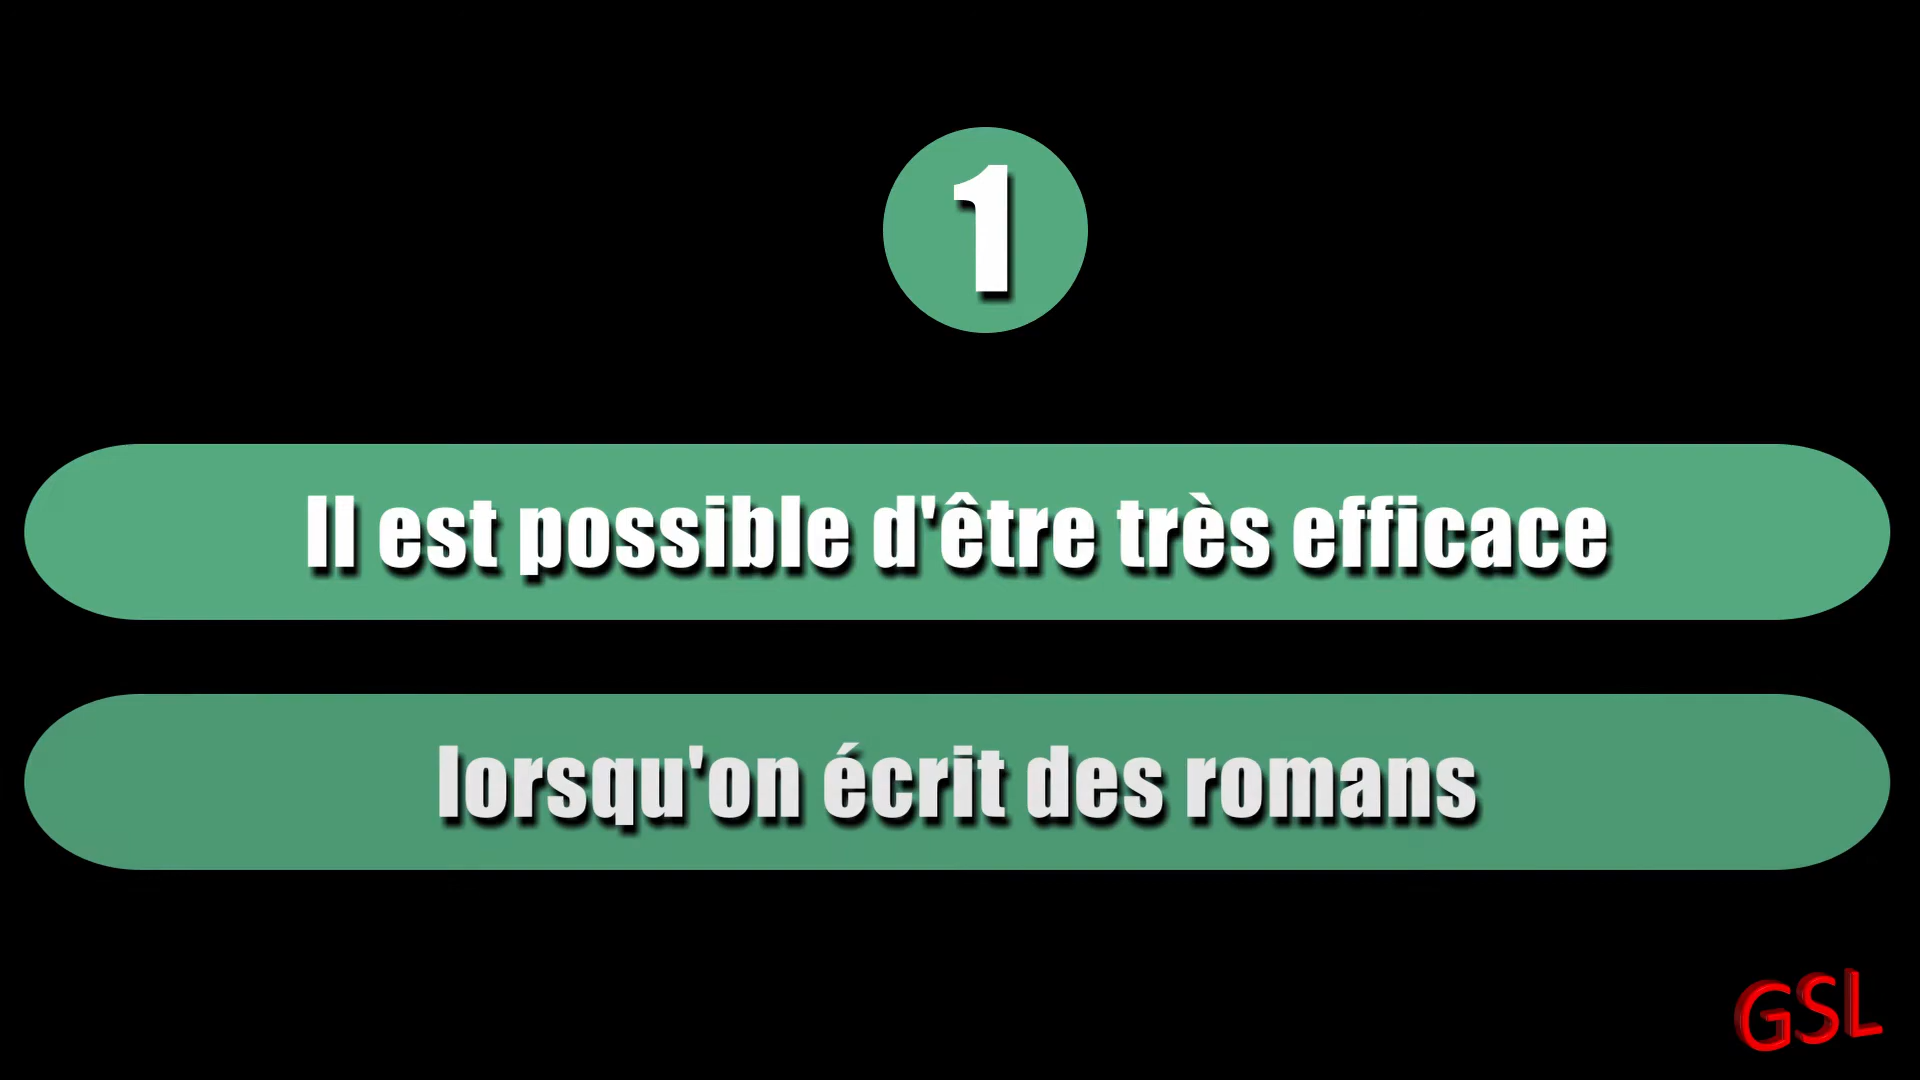 1
Il est possible d'être très efficace
lorsqu'on écrit des romans
GSL